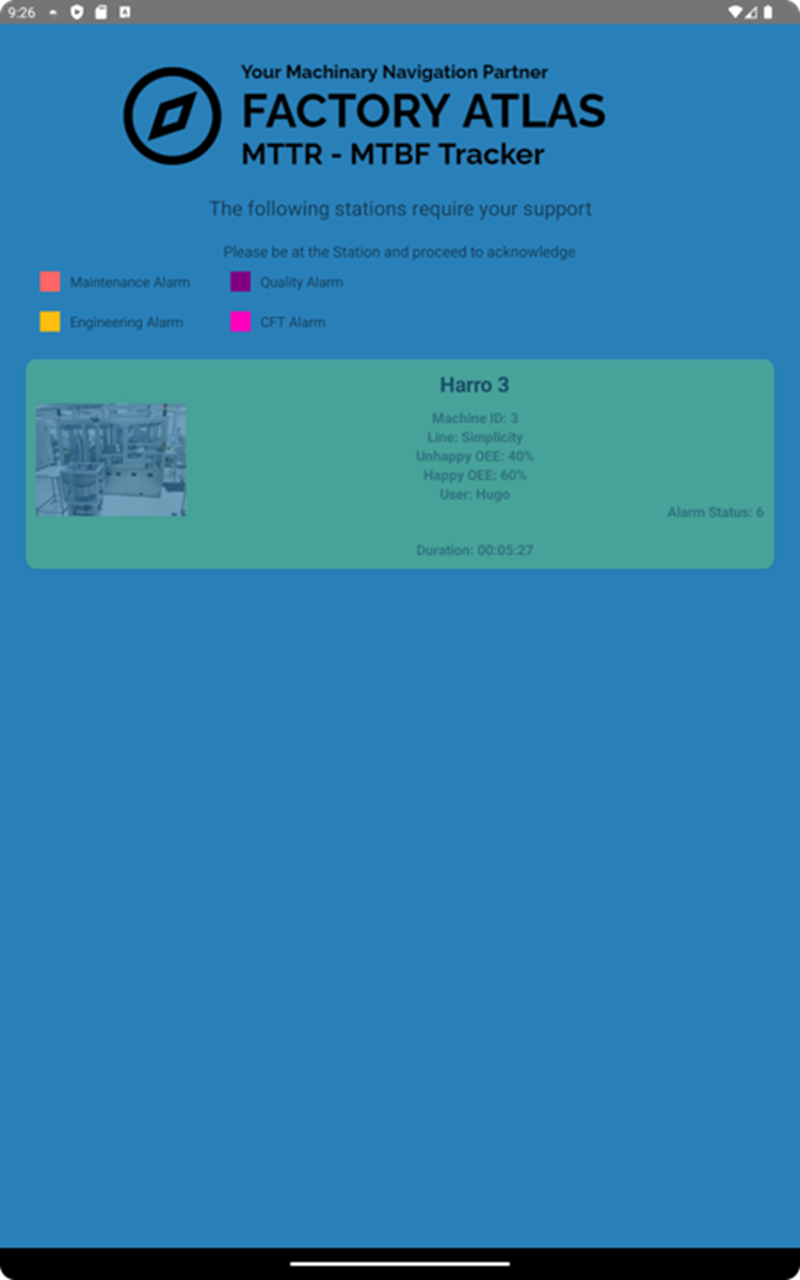 9:26
Your Machinary Navigation Partner
FACTORY ATLAS
MTTR - MTBF Tracker
The following stations require your support
Please be at the Station and proceed to acknowledge
Maintenance Alarm
Quality Alarm
Engineering Alarm
CFT Alarm
Harro 3
Machine ID: 3
Line: Simplicity
Unhappy OEE: 40%
Happy OEE: 60%
User: Hugo
Alarm Status: 6
Duration: 00:05:27